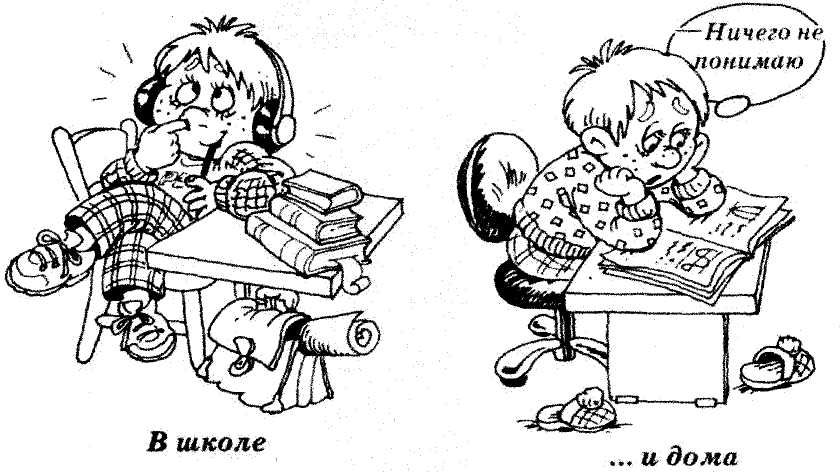 — Ничего не
понимаю
В школе
... и дома